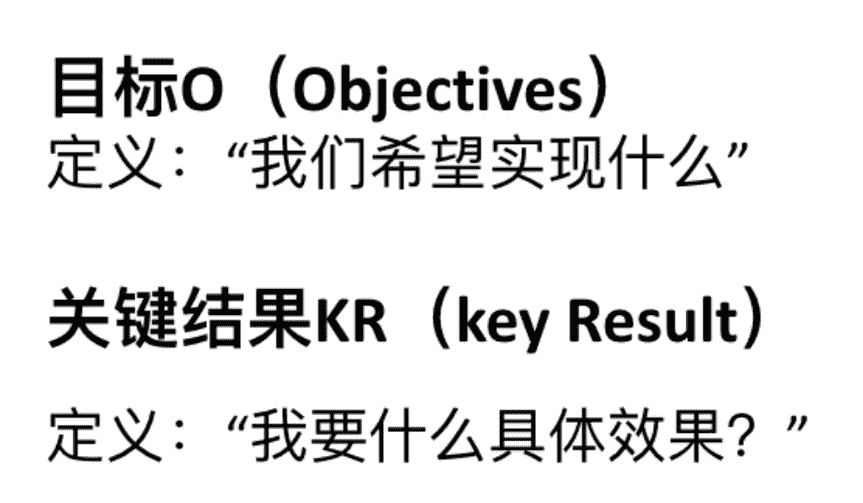 目标O（Objectives）
定义：“我们希望实现什么”
关键结果KR（key Result）
定义：“我要什么具体效果？”